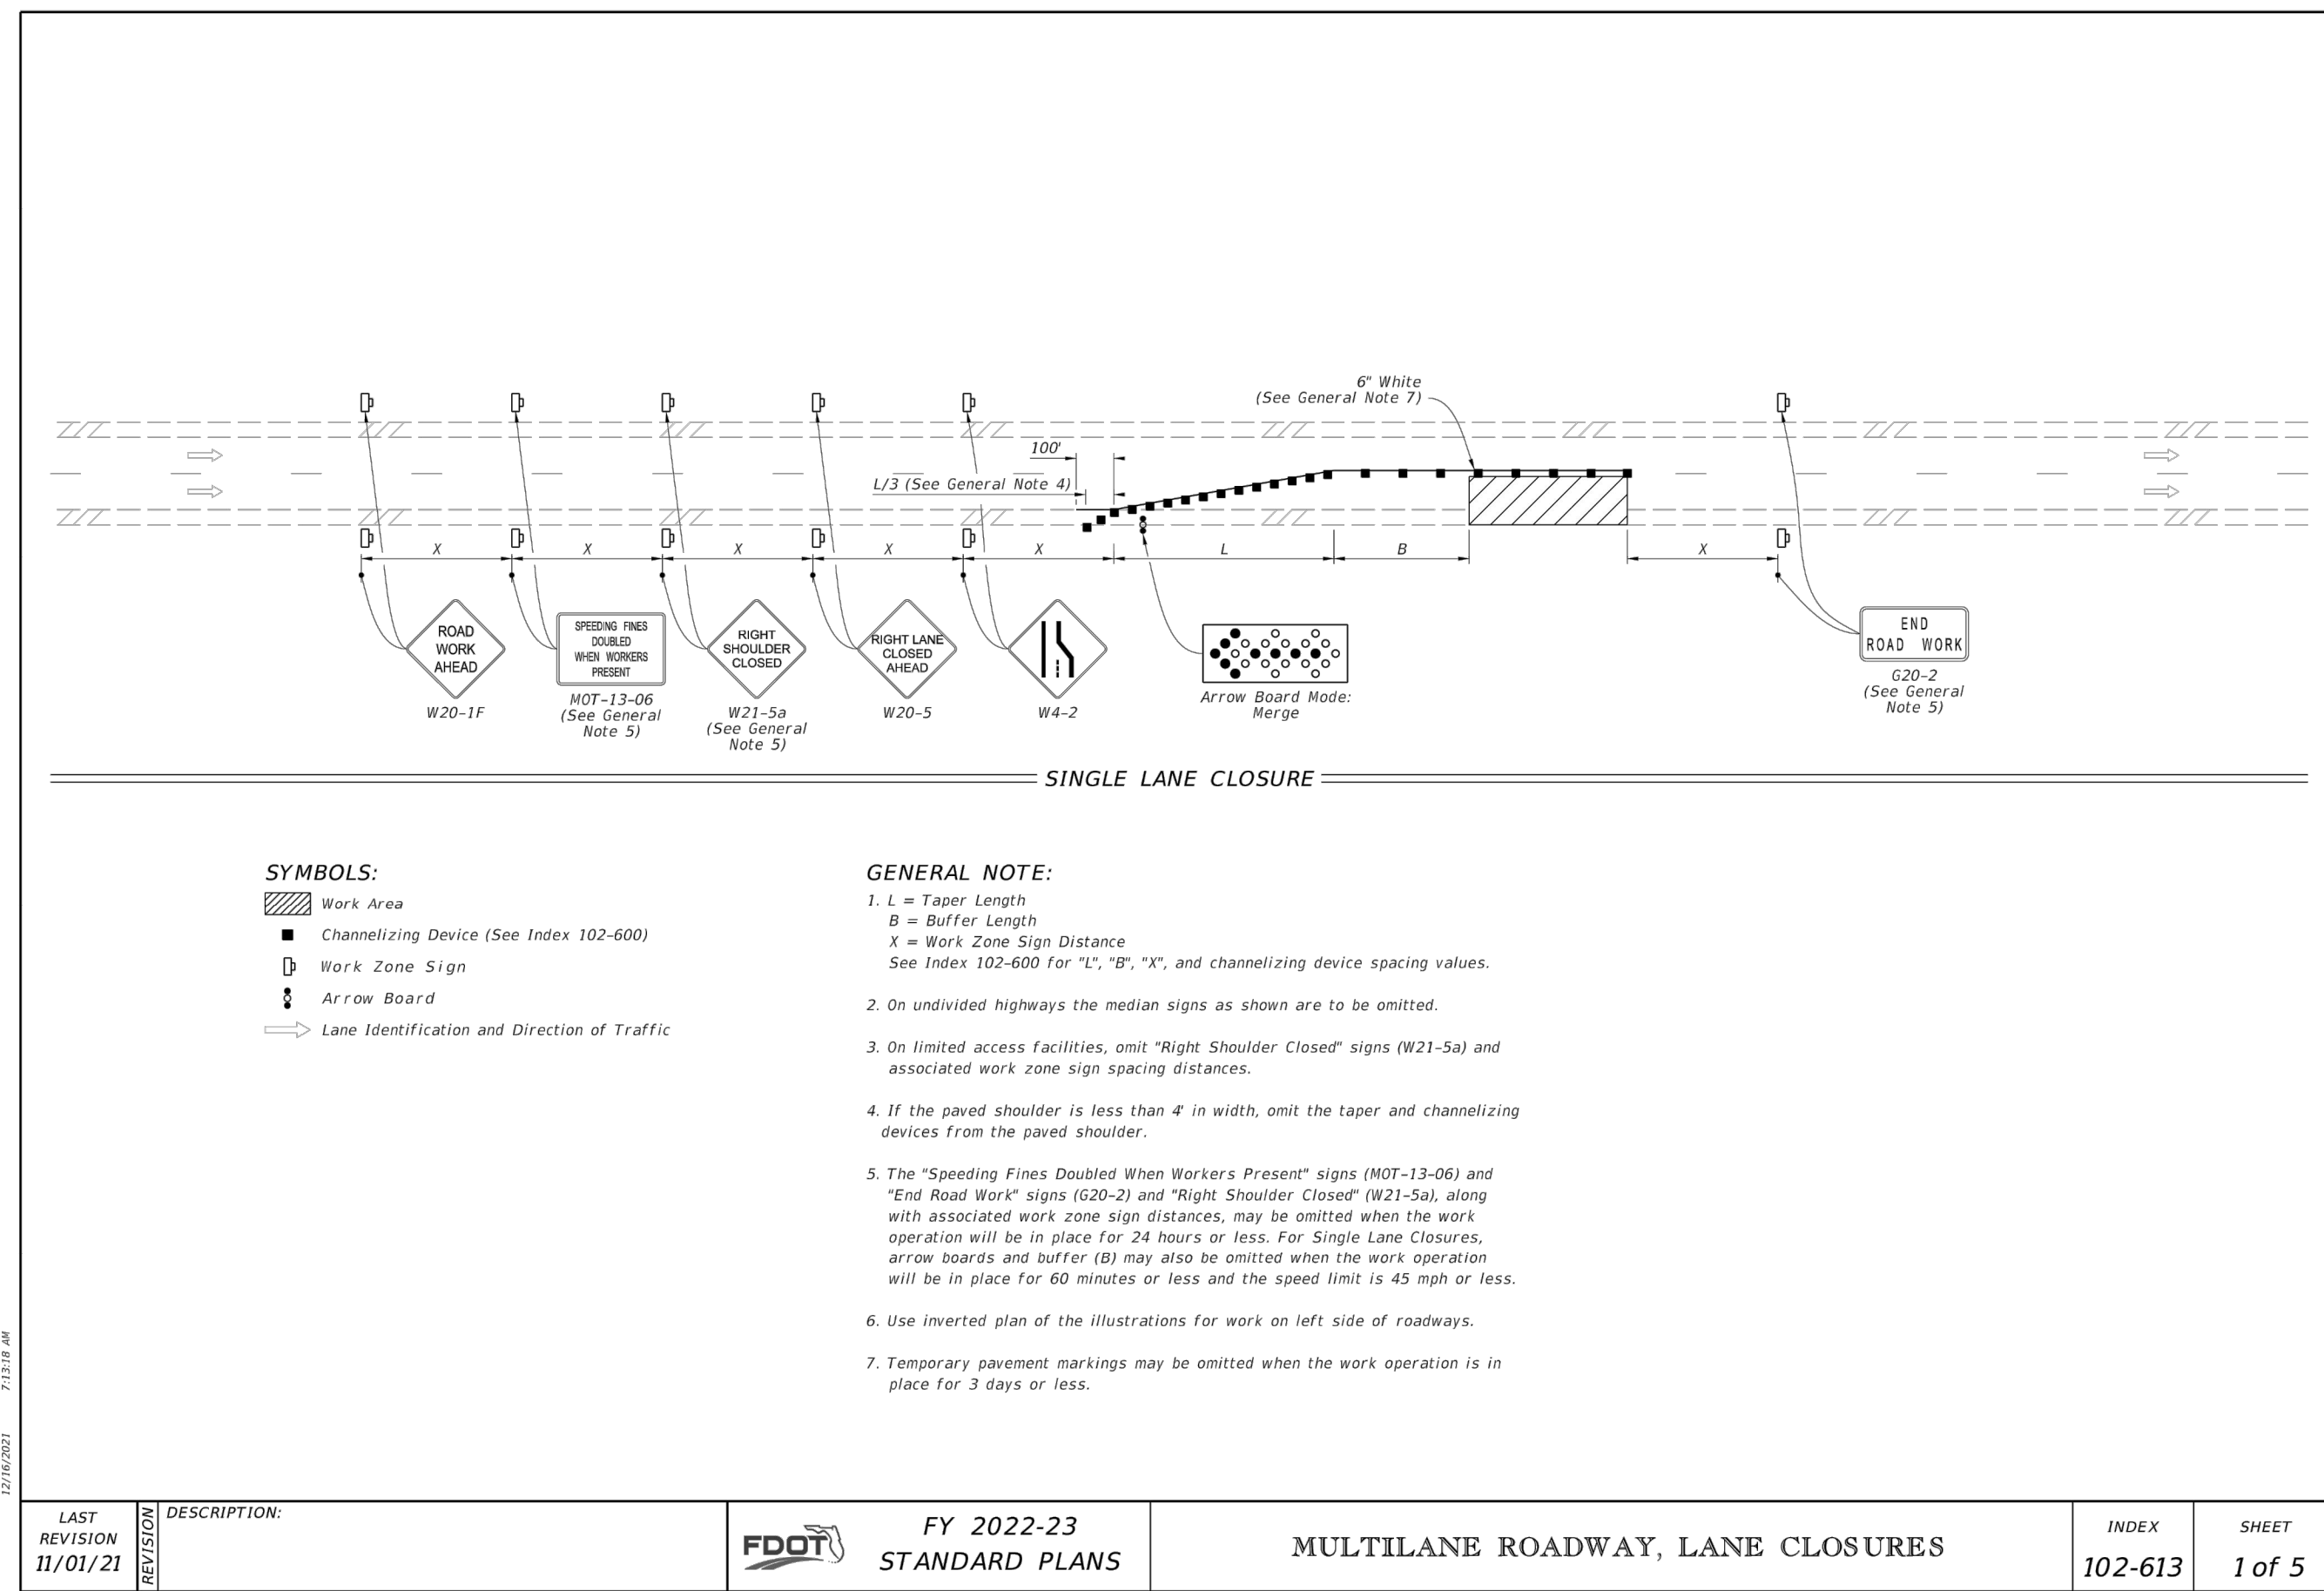 6" White
(See General Note 7)
100'
L/3 (See General Note 4)
X
X
X
X
X
L
B
X
ROAD
WORK
AHEAD
W20-1F
SPEEDING FINES
DOUBLED
WHEN WORKERS
PRESENT
MOT-13-06
(See General
Note 5)
RIGHT
SHOULDER
CLOSED
W21-5a
(See General
Note 5)
RIGHT LANE
CLOSED
AHEAD
W20-5
W4-2
Arrow Board Mode:
Merge
END
ROAD WORK
G20-2
(See General
Note 5)
SINGLE LANE CLOSURE
SYMBOLS:
Work Area
Channelizing Device (See Index 102-600)
Work Zone Sign
Arrow Board
Lane Identification and Direction of Traffic
GENERAL NOTE:
1. L = Taper Length
B = Buffer Length
X = Work Zone Sign Distance
See Index 102-600 for "L", "B", "X", and channelizing device spacing values.
2. On undivided highways the median signs as shown are to be omitted.
3. On limited access facilities, omit "Right Shoulder Closed" signs (W21-5a) and
associated work zone sign spacing distances.
4. If the paved shoulder is less than 4' in width, omit the taper and channelizing
devices from the paved shoulder.
5. The "Speeding Fines Doubled When Workers Present" signs (MOT-13-06) and
"End Road Work" signs (G20-2) and "Right Shoulder Closed" (W21-5a), along
with associated work zone sign distances, may be omitted when the work
operation will be in place for 24 hours or less. For Single Lane Closures,
arrow boards and buffer (B) may also be omitted when the work operation
will be in place for 60 minutes or less and the speed limit is 45 mph or less.
6. Use inverted plan of the illustrations for work on left side of roadways.
7. Temporary pavement markings may be omitted when the work operation is in
place for 3 days or less.
12/16/2021 7:13:18 AM
LAST
REVISION
11/01/21
REVISION
DESCRIPTION:
FDOT
FY 2022-23
STANDARD PLANS
MULTILANE ROADWAY, LANE CLOSURES
INDEX
102-613
SHEET
1 of 5